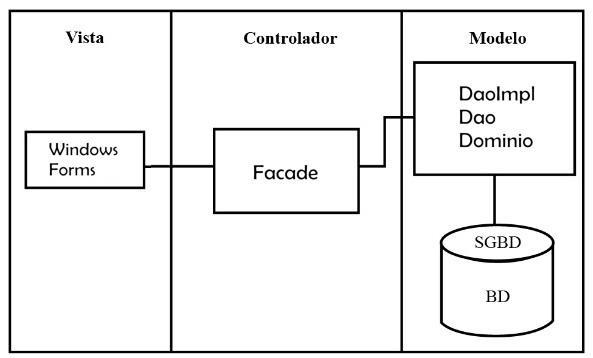 Vista
Controlador
Modelo
Windows
Forms
Facade
DaoImpl
Dao
Dominio
SGBD
BD